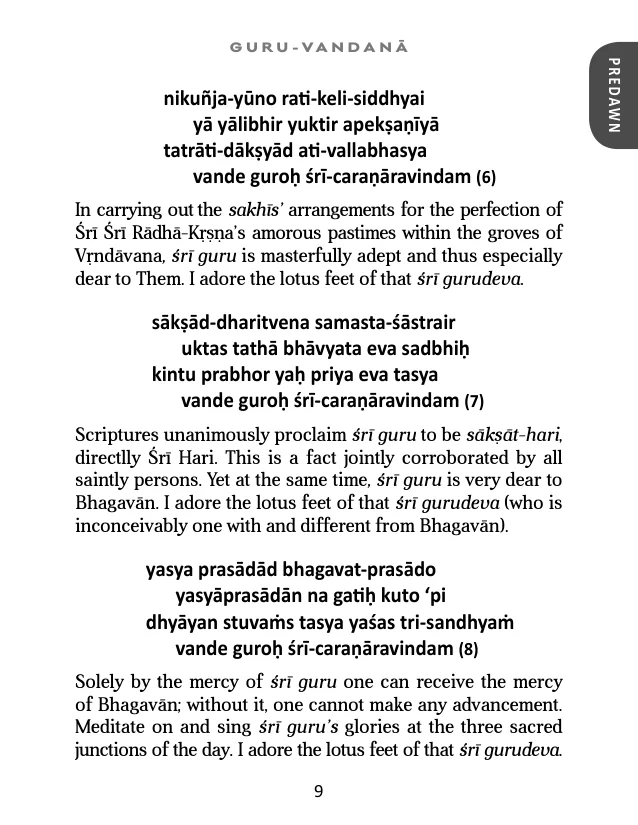 GURU-VANDANĀ
PREDAWN
nikuñja-yūno rati-keli-siddhyai
yā yālibhir yuktir apekṣaṇīyā
tatrāti-dākṣyād ati-vallabhasya
vande guroḥ śrī-caraṇāravindam (6)
In carrying out the sakhīs’ arrangements for the perfection of
Śrī Śrī Rādhā-Kṛṣṇa’s amorous pastimes within the groves of
Vṛndāvana, śrī guru is masterfully adept and thus especially
dear to Them. I adore the lotus feet of that śrī gurudeva.
sākṣād-dharitvena samasta-śāstrair
uktas tathā bhāvyata eva sadbhiḥ
kintu prabhor yaḥ priya eva tasya
vande guroḥ śrī-caraṇāravindam (7)
Scriptures unanimously proclaim śrī guru to be sākṣāt-hari,
directlly Śrī Hari. This is a fact jointly corroborated by all
saintly persons. Yet at the same time, śrī guru is very dear to
Bhagavān. I adore the lotus feet of that śrī gurudeva (who is
inconceivably one with and different from Bhagavān).
yasya prasādād bhagavat-prasādo
yasyāprasādān na gatiḥ kuto ‘pi
dhyāyan stuvaṁs tasya yaśas tri-sandhyaṁ
vande guroḥ śrī-caraṇāravindam (8)
Solely by the mercy of śrī guru one can receive the mercy
of Bhagavān; without it, one cannot make any advancement.
Meditate on and sing śrī guru’s glories at the three sacred
junctions of the day. I adore the lotus feet of that śrī gurudeva.
9